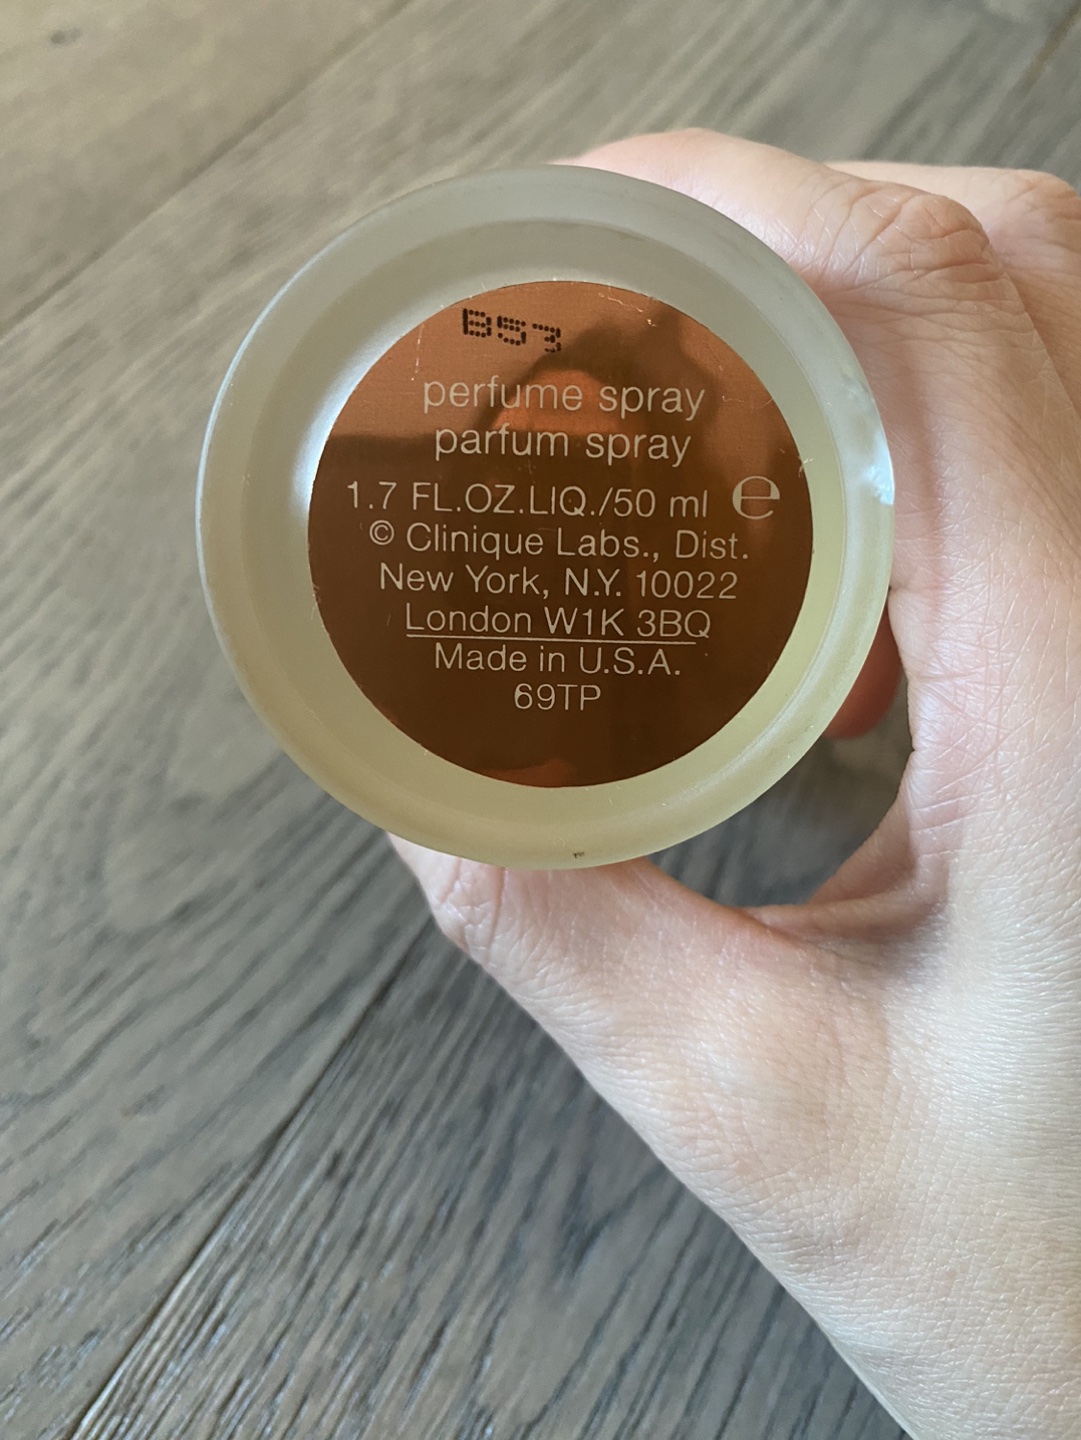 B53
perfume spray
parfum spray
1.7 FL.OZ.LIQ./50 ml ℮
© Clinique Labs., Dist.
New York, N.Y. 10022
London W1K 3BQ
Made in U.S.A.
69TP